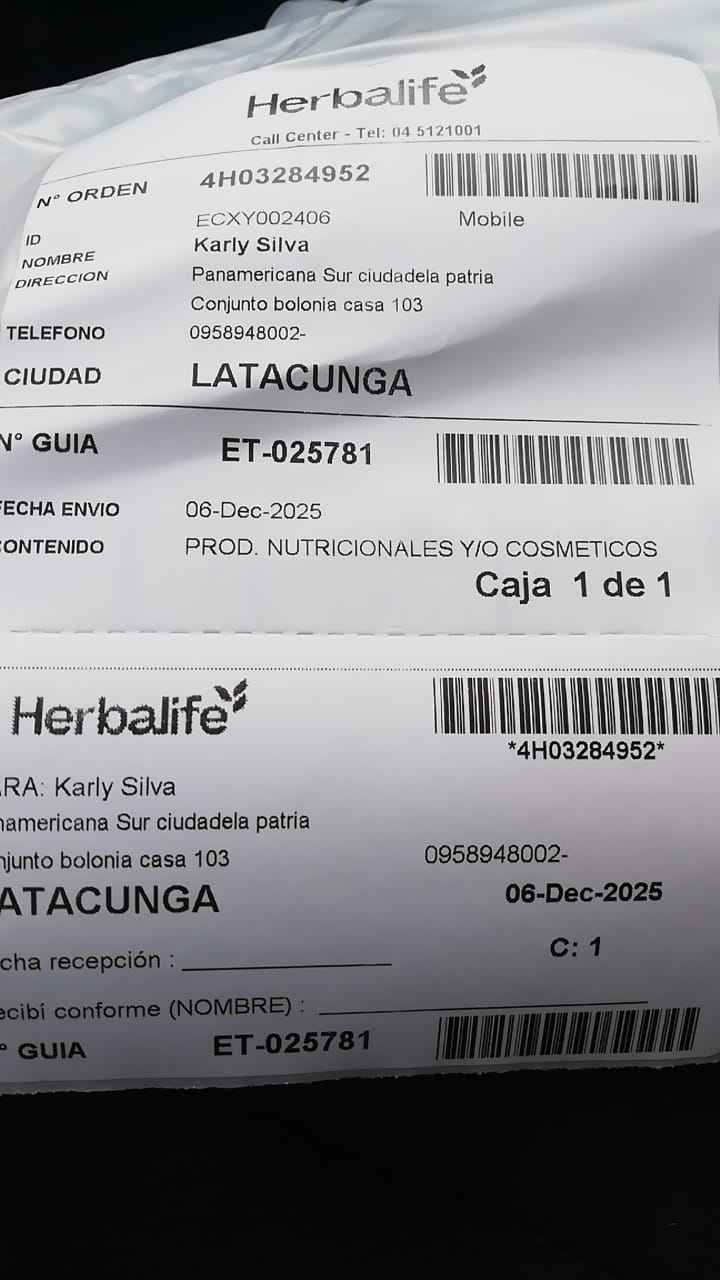 Herbalife
Call Center - Tel: 04 5121001
N° ORDEN 4H03284952
ID ECXY002406 Mobile
NOMBRE Karly Silva
DIRECCION Panamericana Sur ciudadela patria
Conjunto bolonia casa 103
TELEFONO 0958948002-
CIUDAD LATACUNGA
N° GUIA ET-025781
FECHA ENVIO 06-Dec-2025
CONTENIDO PROD. NUTRICIONALES Y/O COSMETICOS
Caja 1 de 1
Herbalife
*4H03284952*
ARA: Karly Silva
namericana Sur ciudadela patria
njunto bolonia casa 103 0958948002-
ATACUNGA 06-Dec-2025
C: 1
cha recepción :
ecibí conforme (NOMBRE) :
° GUIA ET-025781